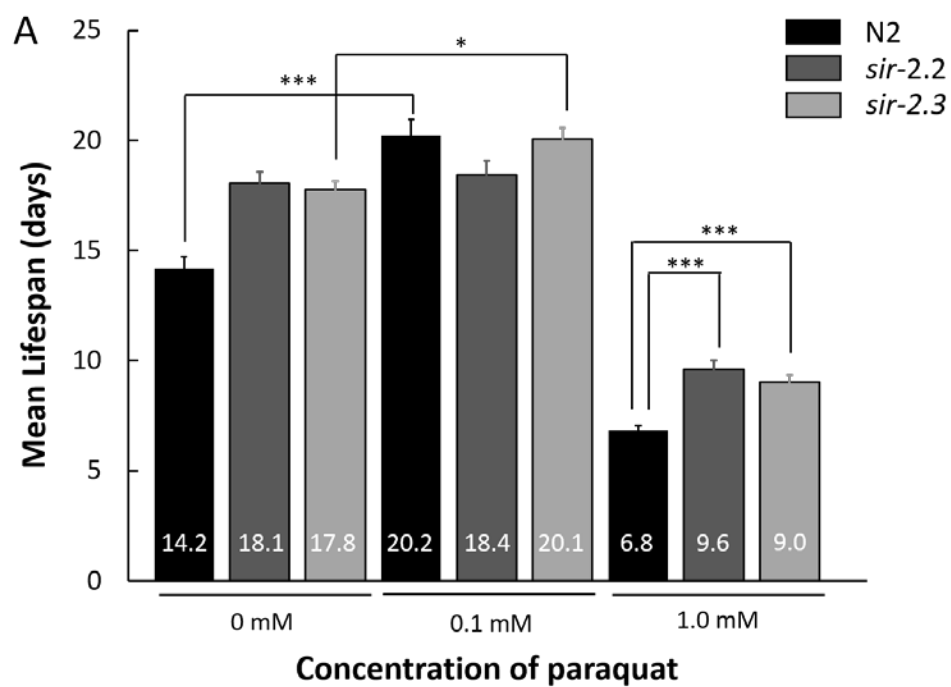 A
25
20
15
10
5
0
Mean Lifespan (days)
N2
sir-2.2
sir-2.3
***
*
***
***
14.2 18.1 17.8 20.2 18.4 20.1 6.8 9.6 9.0
0 mM 0.1 mM 1.0 mM
Concentration of paraquat